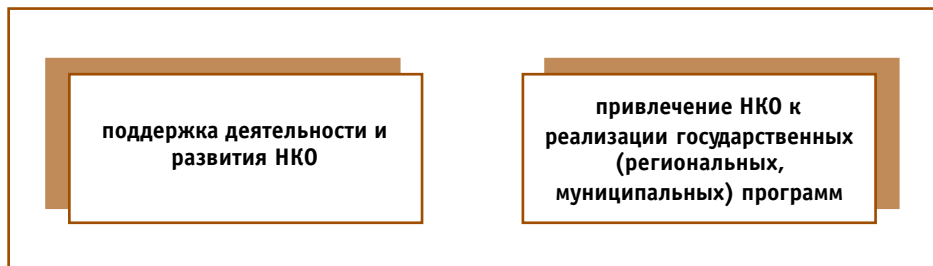 поддержка деятельности и
развития НКО
привлечение НКО к
реализации государственных
(региональных,
муниципальных) программ